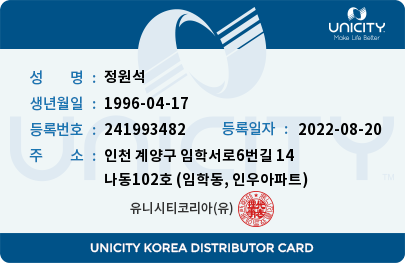 UNICITY
Make Life Better
성 명 : 정원석
생년월일 : 1996-04-17
등록번호 : 241993482 등록일자 : 2022-08-20
주 소 : 인천 계양구 임학서로6번길 14
나동102호 (임학동, 인우아파트)
유니시티코리아(유)
UNICITY
UNICITY KOREA DISTRIBUTOR CARD